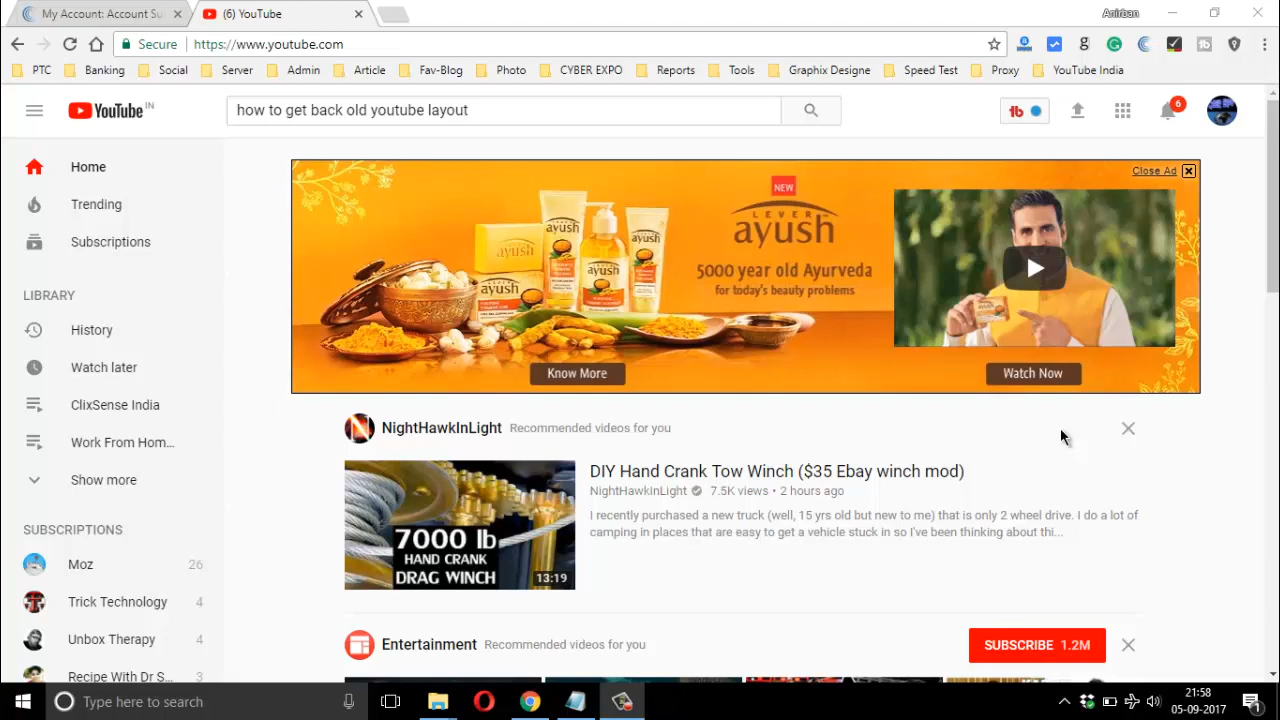 My Account: Account Su
(6) YouTube
Anirban
Secure
https://www.youtube.com
PTC
Banking
Social
Server
Admin
Article
Fav-Blog
Photo
CYBER EXPO
Reports
Tools
Graphix Designe
Speed Test
Proxy
YouTube India
YouTube IN
how to get back old youtube layout
tb
6
Home
Trending
Subscriptions
LIBRARY
History
Watch later
ClixSense India
Work From Hom...
Show more
SUBSCRIPTIONS
Moz 26
Trick Technology 4
Unbox Therapy 4
Recipe With Dr S... 3
Close Ad X
NEW
LEVER
ayush
5000 year old Ayurveda
for today's beauty problems
Know More
Watch Now
ayush
ayush
ayush
ayush
ayush
NightHawkInLight Recommended videos for you
7000 lb
HAND CRANK
DRAG WINCH
13:19
DIY Hand Crank Tow Winch ($35 Ebay winch mod)
NightHawkInLight 7.5K views • 2 hours ago
I recently purchased a new truck (well, 15 yrs old but new to me) that is only 2 wheel drive. I do a lot of
camping in places that are easy to get a vehicle stuck in so I've been thinking about thi...
Entertainment Recommended videos for you
SUBSCRIBE 1.2M
Type here to search
21:58
05-09-2017
1